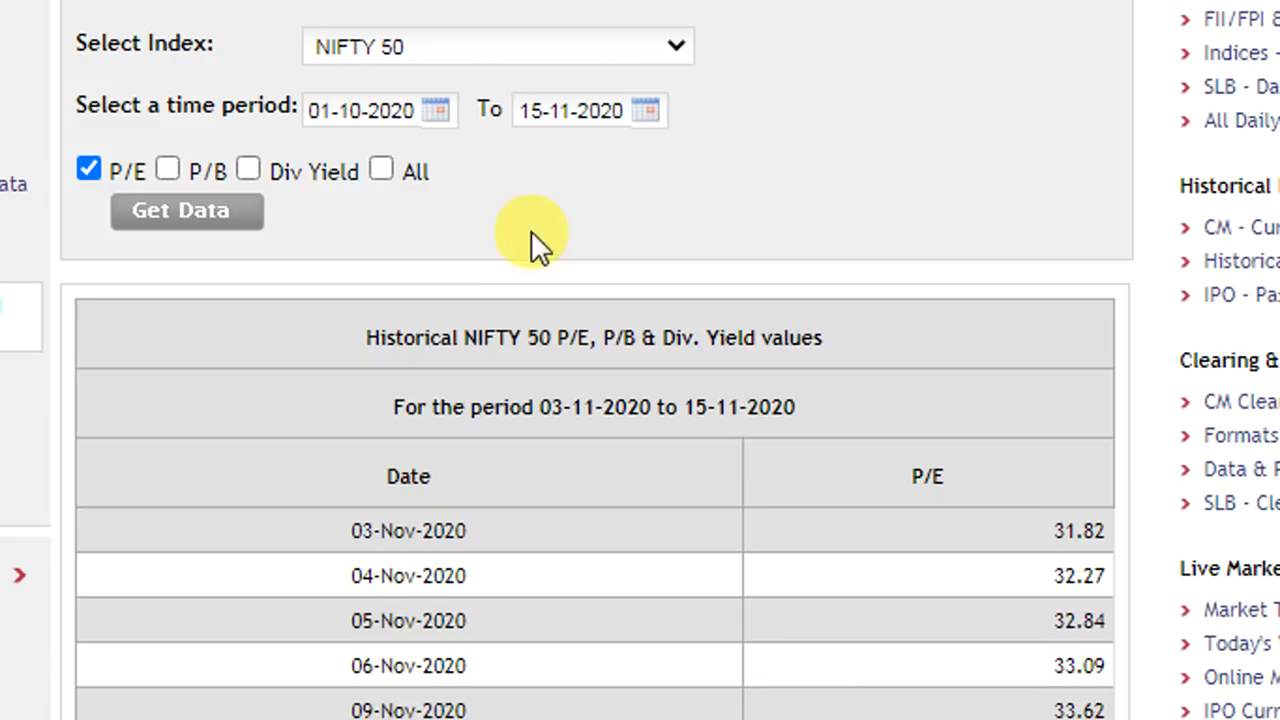 Select Index:
NIFTY 50
Select a time period:
01-10-2020
To
15-11-2020
P/E
P/B
Div Yield
All
Get Data
Historical NIFTY 50 P/E, P/B & Div. Yield values
For the period 03-11-2020 to 15-11-2020
Date
P/E
03-Nov-2020
31.82
04-Nov-2020
32.27
05-Nov-2020
32.84
06-Nov-2020
33.09
09-Nov-2020
33.62
ata
FII/FPI &
Indices -
SLB - Da
All Daily
Historical
CM - Cur
Historica
IPO - Pa
Clearing &
CM Clea
Formats
Data &
SLB - Cle
Live Marke
Market T
Today's
Online M
IPO Curr